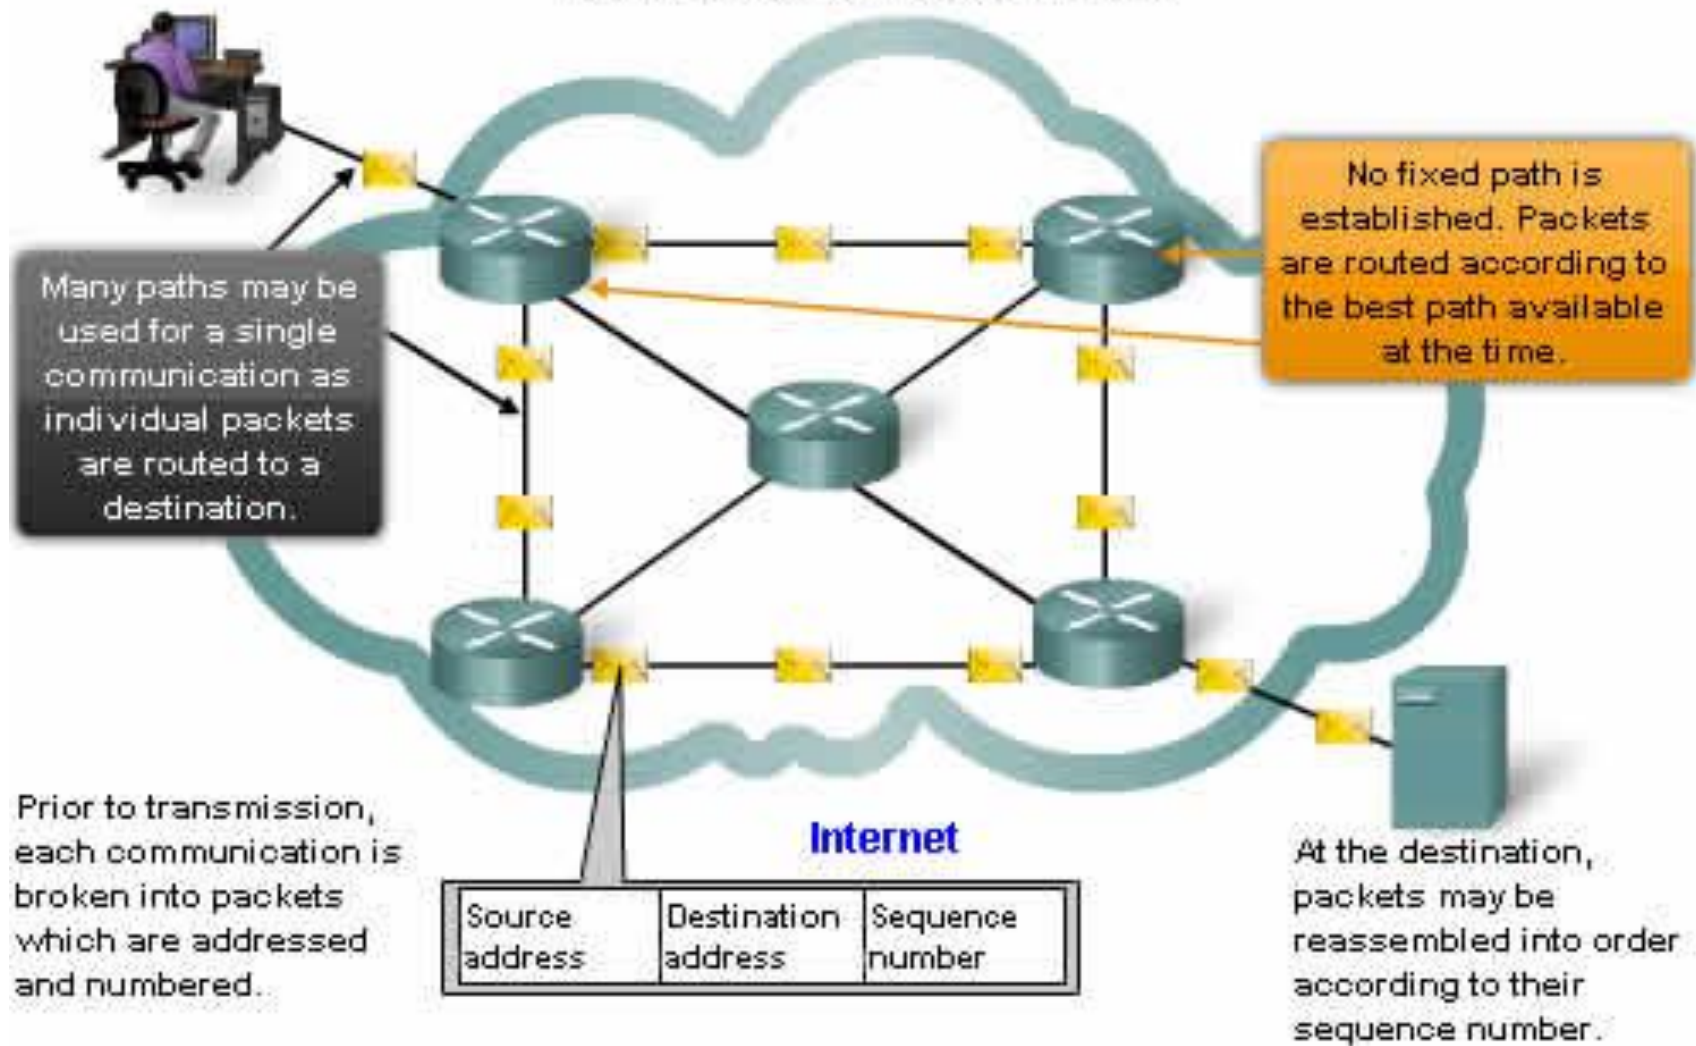 No fixed path is
established. Packets
are routed according to
the best path available
at the time.
Many paths may be
used for a single
communication as
individual packets
are routed to a
destination.
Prior to transmission,
each communication is
broken into packets
which are addressed
and numbered.
Internet
Source
address
Destination
address
Sequence
number
At the destination,
packets may be
reassembled into order
according to their
sequence number.